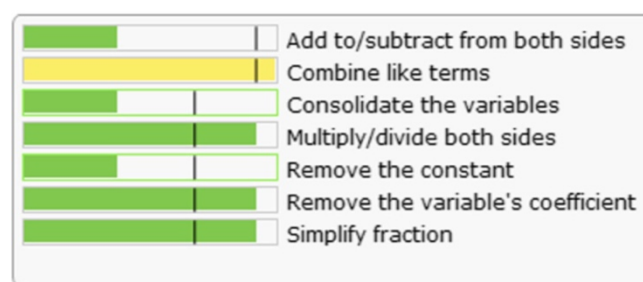 Add to/subtract from both sides
Combine like terms
Consolidate the variables
Multiply/divide both sides
Remove the constant
Remove the variable's coefficient
Simplify fraction